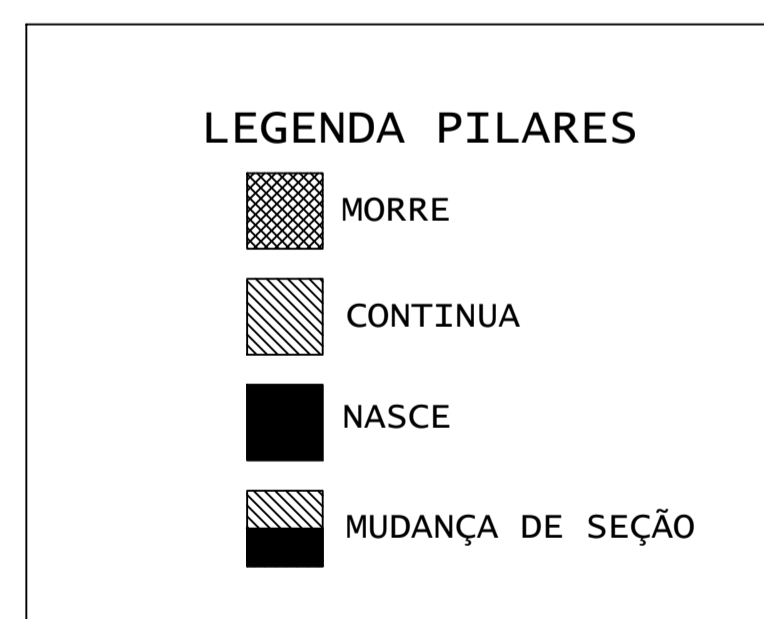 LEGENDA PILARES
MORRE
CONTINUA
NASCE
MUDANÇA DE SEÇÃO